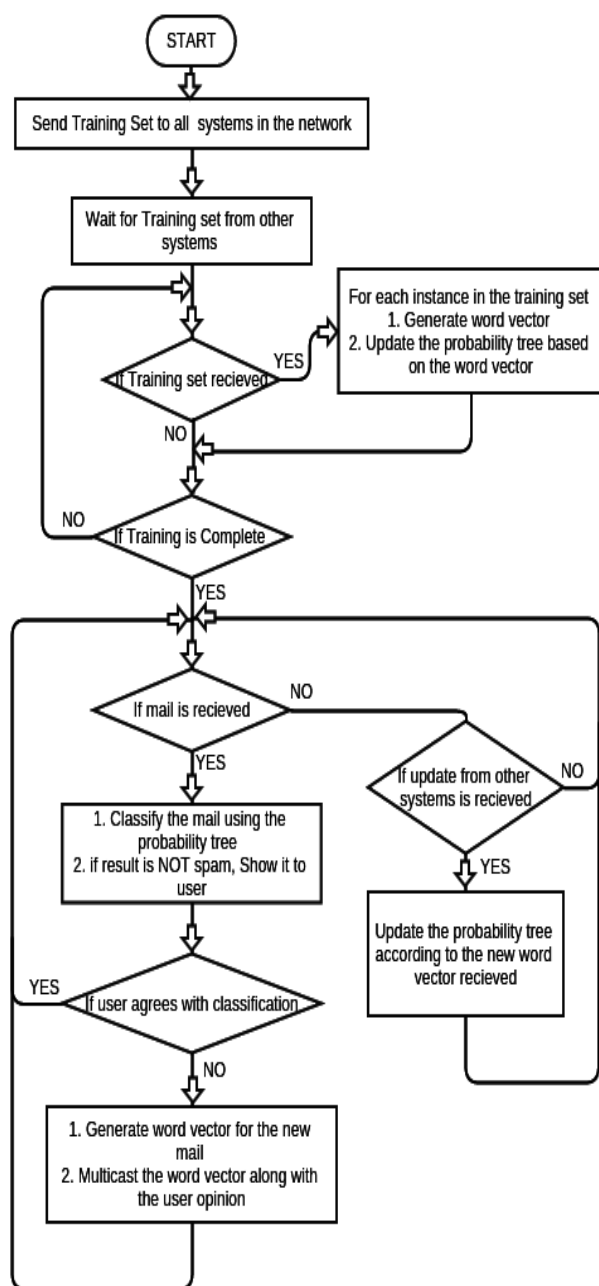 START
Send Training Set to all systems in the network
Wait for Training set from other
systems
For each instance in the training set
1. Generate word vector
2. Update the probability tree based
on the word vector
YES
If Training set recieved
NO
NO
If Training is Complete
YES
If mail is recieved
NO
YES
If update from other
systems is recieved
NO
YES
1. Classify the mail using the
probability tree
2. if result is NOT spam, Show it to
user
Update the probability tree
according to the new word
vector recieved
YES
If user agrees with classification
NO
1. Generate word vector for the new
mail
2. Multicast the word vector along with
the user opinion